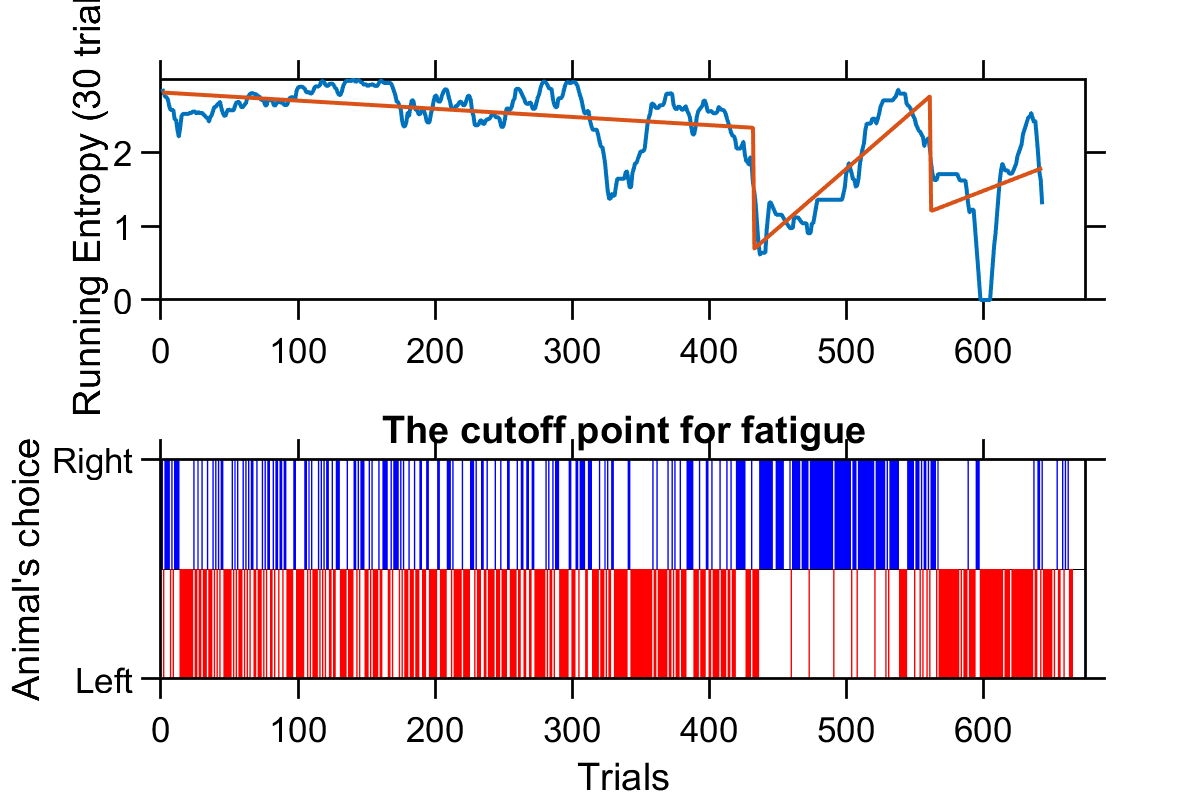 Running Entropy (30 trial
2
1
0
0 100 200 300 400 500 600
The cutoff point for fatigue
Animal's choice
Right
Left
0 100 200 300 400 500 600
Trials